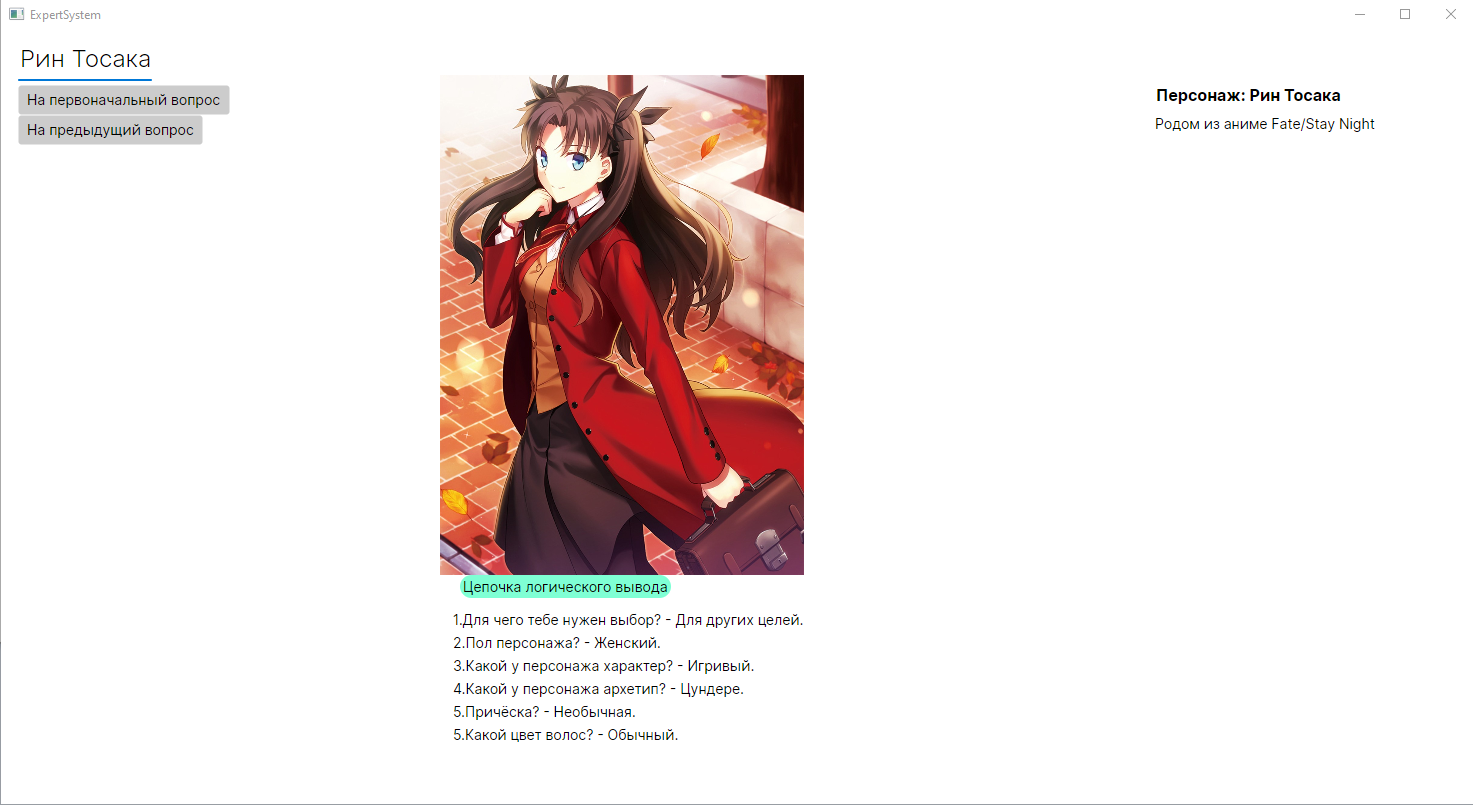 ExpertSystem
Рин Тосака
На первоначальный вопрос
На предыдущий вопрос
Персонаж: Рин Тосака
Родом из аниме Fate/Stay Night
Цепочка логического вывода
1.Для чего тебе нужен выбор? - Для других целей.
2.Пол персонажа? - Женский.
3.Какой у персонажа характер? - Игривый.
4.Какой у персонажа архетип? - Цундере.
5.Причёска? - Необычная.
5.Какой цвет волос? - Обычный.